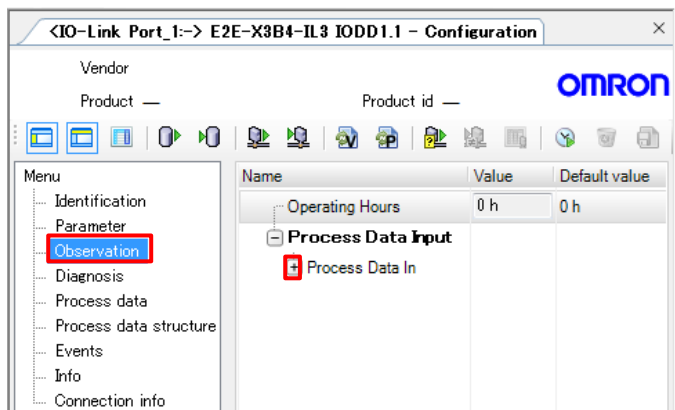 <IO-Link Port_1:-> E2E-X3B4-IL3 IODD1.1 - Configuration
Vendor
OMRON
Product —
Product id —
Menu
Name
Value
Default value
Identification
Operating Hours
0 h
0 h
Parameter
Process Data Input
Observation
Process Data In
Diagnosis
Process data
Process data structure
Events
Info
Connection info